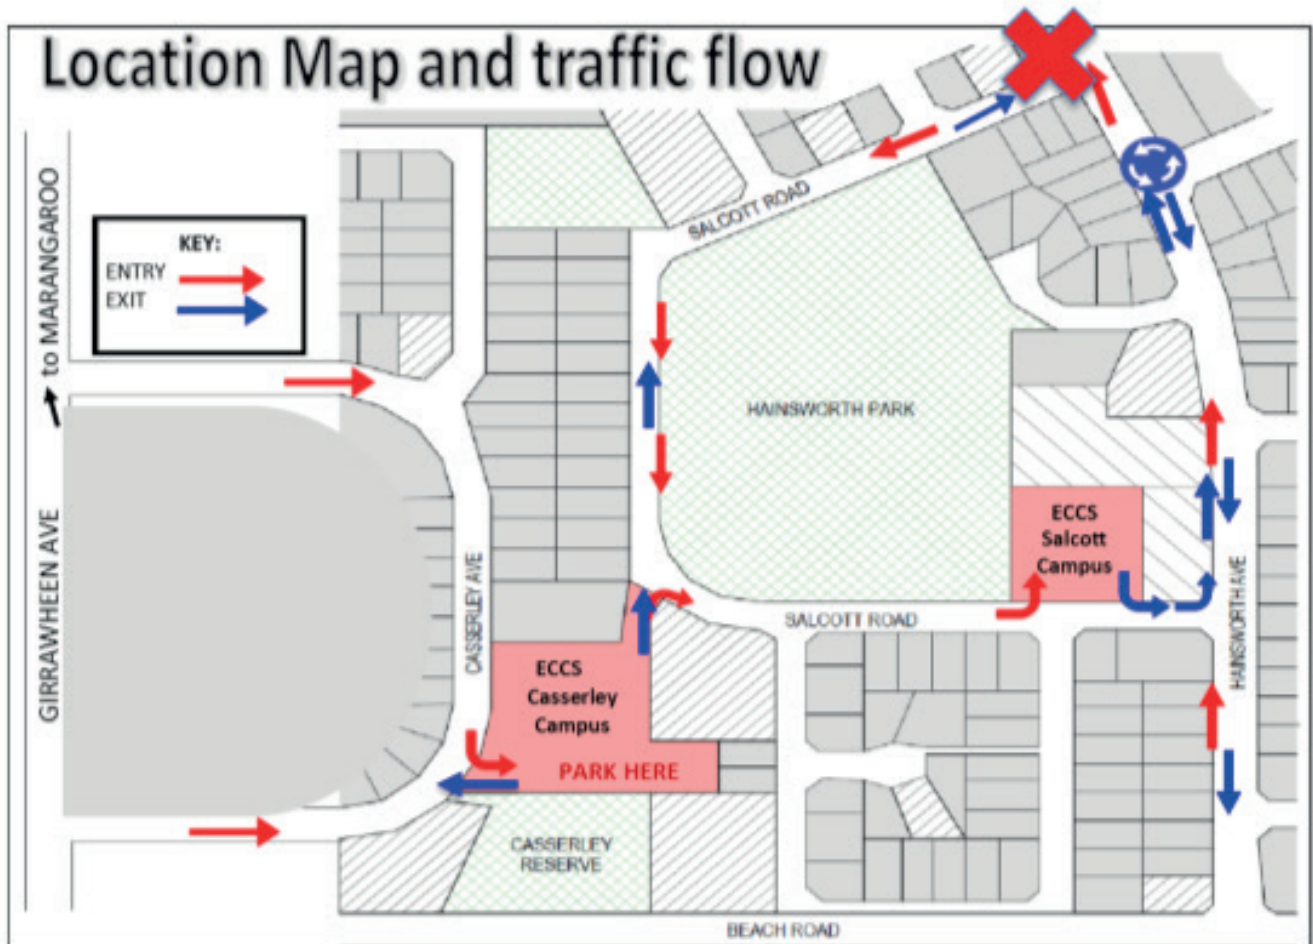 Location Map and traffic flow
to MARANGAROO
GIRRAWHEEN AVE
KEY:
ENTRY
EXIT
SALCOTT ROAD
HAINSWORTH PARK
CASSERLEY AVE
ECCS
Salcott
Campus
SALCOTT ROAD
HAINSWORTH AVE
ECCS
Casserley
Campus
PARK HERE
CASSERLEY
RESERVE
BEACH ROAD